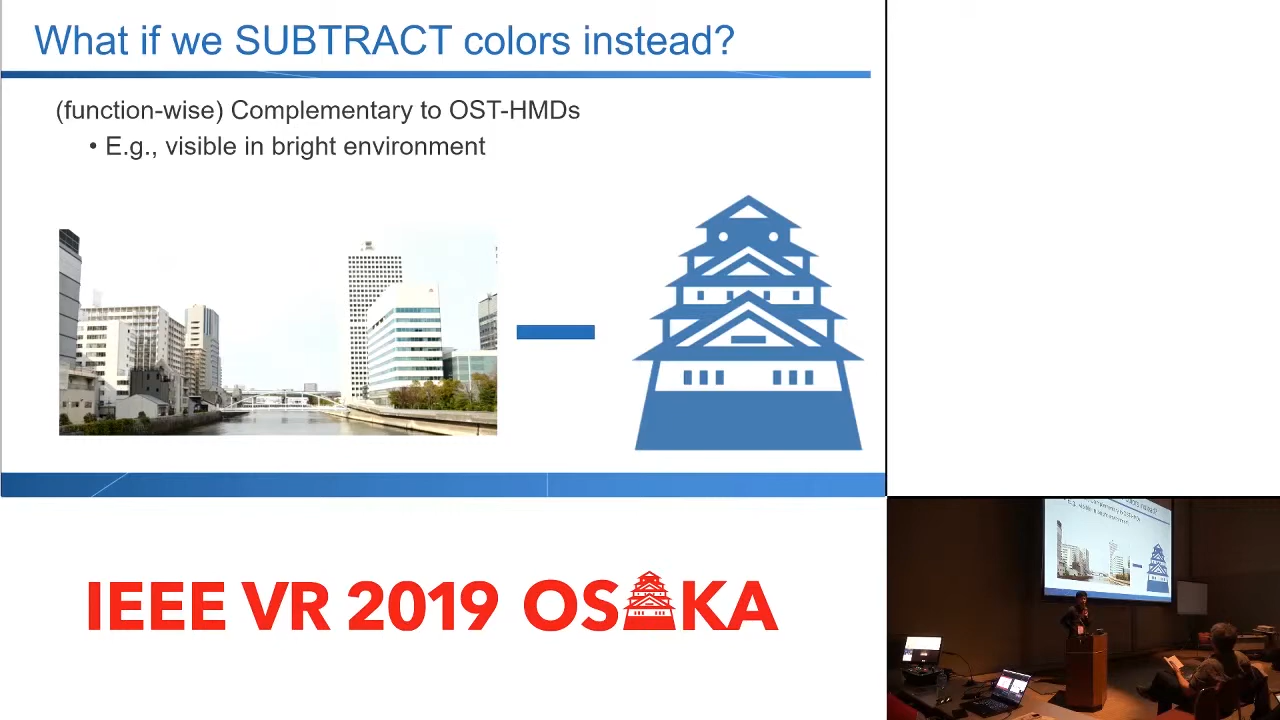 What if we SUBTRACT colors instead?
(function-wise) Complementary to OST-HMDs
• E.g., visible in bright environment
IEEE VR 2019 OSAKA